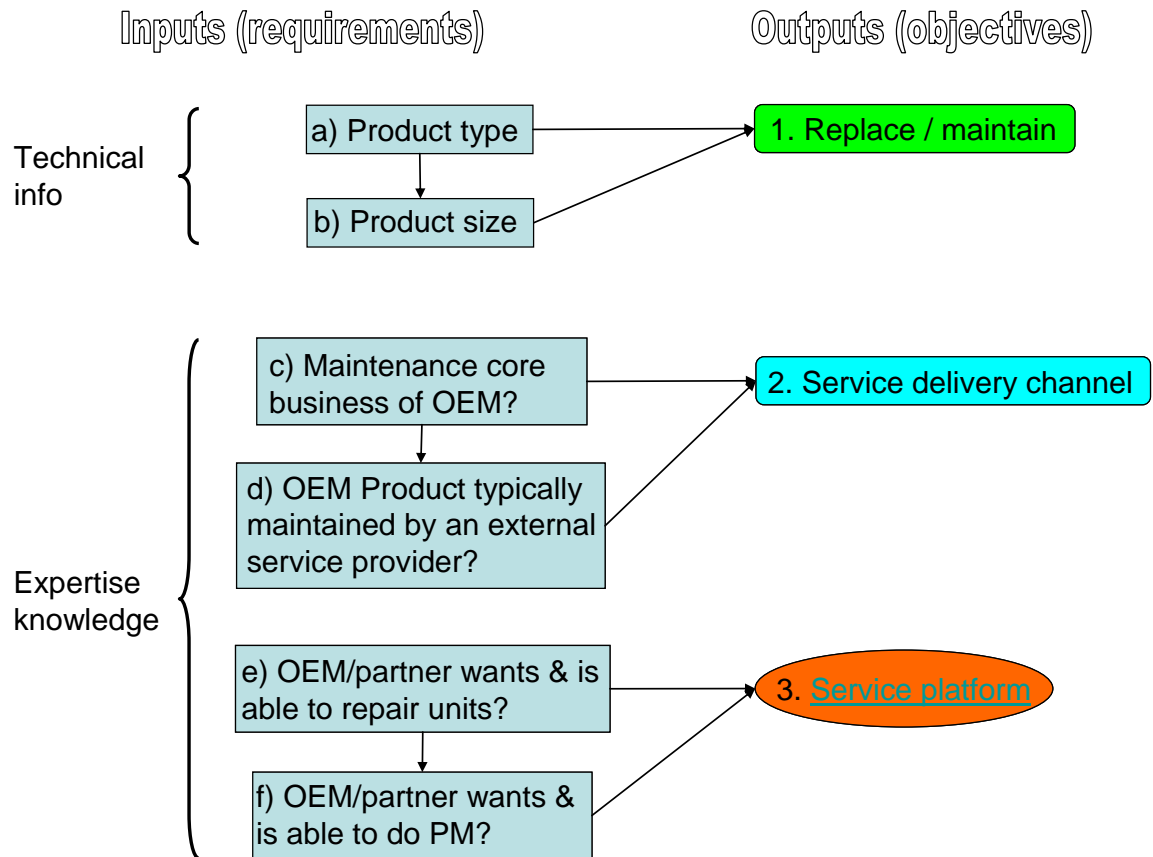 Inputs (requirements)
Outputs (objectives)
Technical
info
a) Product type
b) Product size
1. Replace / maintain
Expertise
knowledge
c) Maintenance core
business of OEM?
d) OEM Product typically
maintained by an external
service provider?
2. Service delivery channel
e) OEM/partner wants & is
able to repair units?
f) OEM/partner wants &
is able to do PM?
3. Service platform